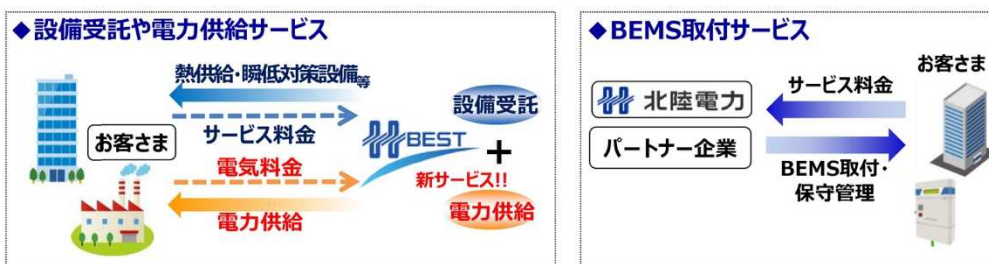 ◆設備受託や電力供給サービス
熱供給・瞬低対策設備等
設備受託
お客さま
サービス料金
BEST
+
電気料金
新サービス!!
電力供給
電力供給
◆BEMS取付サービス
お客さま
サービス料金
北陸電力
パートナー企業
BEMS取付・
保守管理